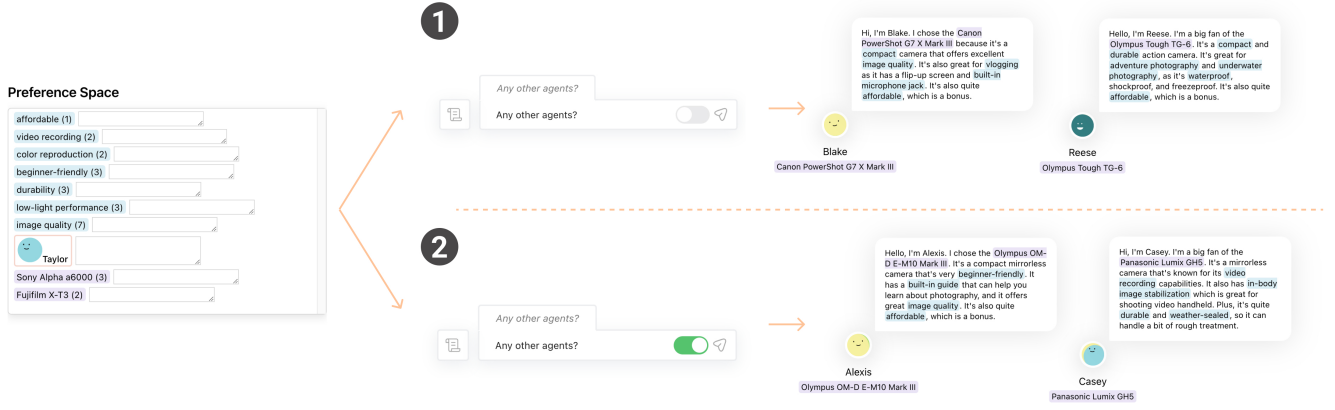 Preference Space
affordable (1)
video recording (2)
color reproduction (2)
beginner-friendly (3)
durability (3)
low-light performance (3)
image quality (7)
Taylor
Sony Alpha a6000 (3)
Fujifilm X-T3 (2)
1
Any other agents?
Any other agents?
Hi, I'm Blake. I chose the Canon
PowerShot G7 X Mark III because it's a
compact camera that offers excellent
image quality. It's also great for vlogging
as it has a flip-up screen and built-in
microphone jack. It's also quite
affordable, which is a bonus.
Blake
Canon PowerShot G7 X Mark III
Hello, I'm Reese. I'm a big fan of the
Olympus Tough TG-6. It's a compact and
durable action camera. It's great for
adventure photography and underwater
photography, as it's waterproof,
shockproof, and freezeproof. It's also quite
affordable, which is a bonus.
Reese
Olympus Tough TG-6
2
Any other agents?
Any other agents?
Hello, I'm Alexis. I chose the Olympus OM-
D E-M10 Mark III. It's a compact mirrorless
camera that's very beginner-friendly. It
has a built-in guide that can help you
learn about photography, and it offers
great image quality. It's also quite
affordable, which is a bonus.
Alexis
Olympus OM-D E-M10 Mark III
Hi, I'm Casey. I'm a big fan of the
Panasonic Lumix GH5. It's a mirrorless
camera that's known for its video
recording capabilities. It also has in-body
image stabilization which is great for
shooting video handheld. Plus, it's quite
durable and weather-sealed, so it can
handle a bit of rough treatment.
Casey
Panasonic Lumix GH5